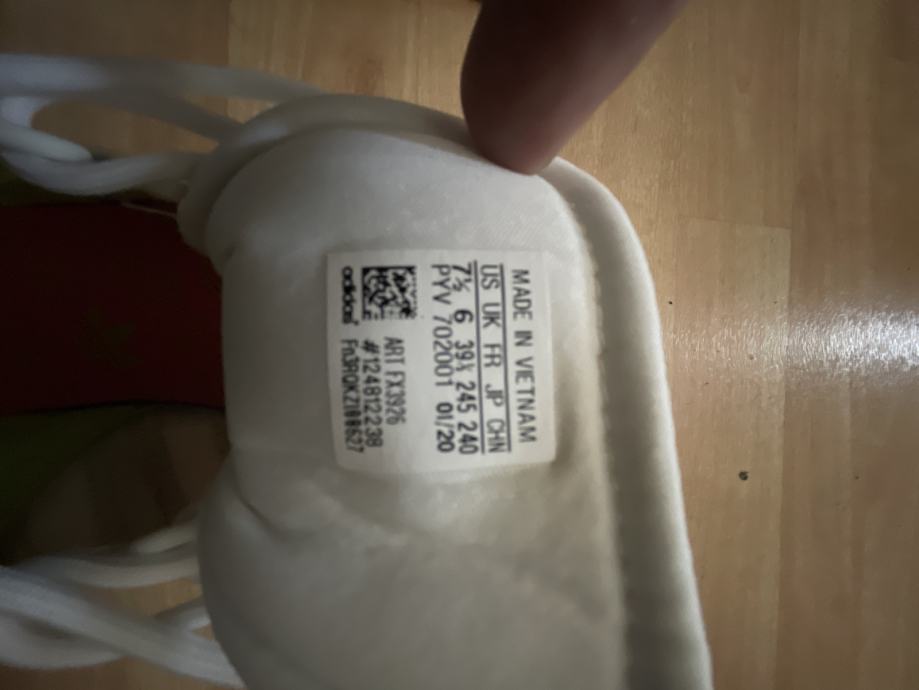 MADE IN VIETNAM
US UK FR JP CHN
7½ 6 39⅓ 245 240
PYV 702001 01/20
ART FX3926
#124812238
adidas